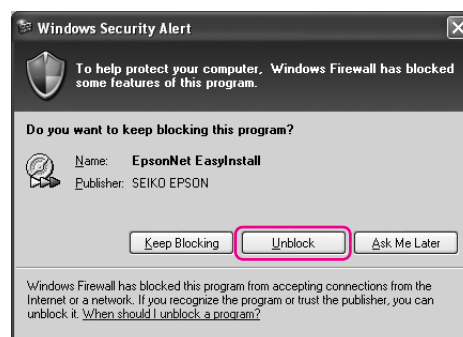 Windows Security Alert
To help protect your computer, Windows Firewall has blocked
some features of this program.
Do you want to keep blocking this program?
Name: EpsonNet EasyInstall
Publisher: SEIKO EPSON
Keep Blocking Unblock Ask Me Later
Windows Firewall has blocked this program from accepting connections from the
Internet or a network. If you recognize the program or trust the publisher, you can
unblock it. When should I unblock a program?